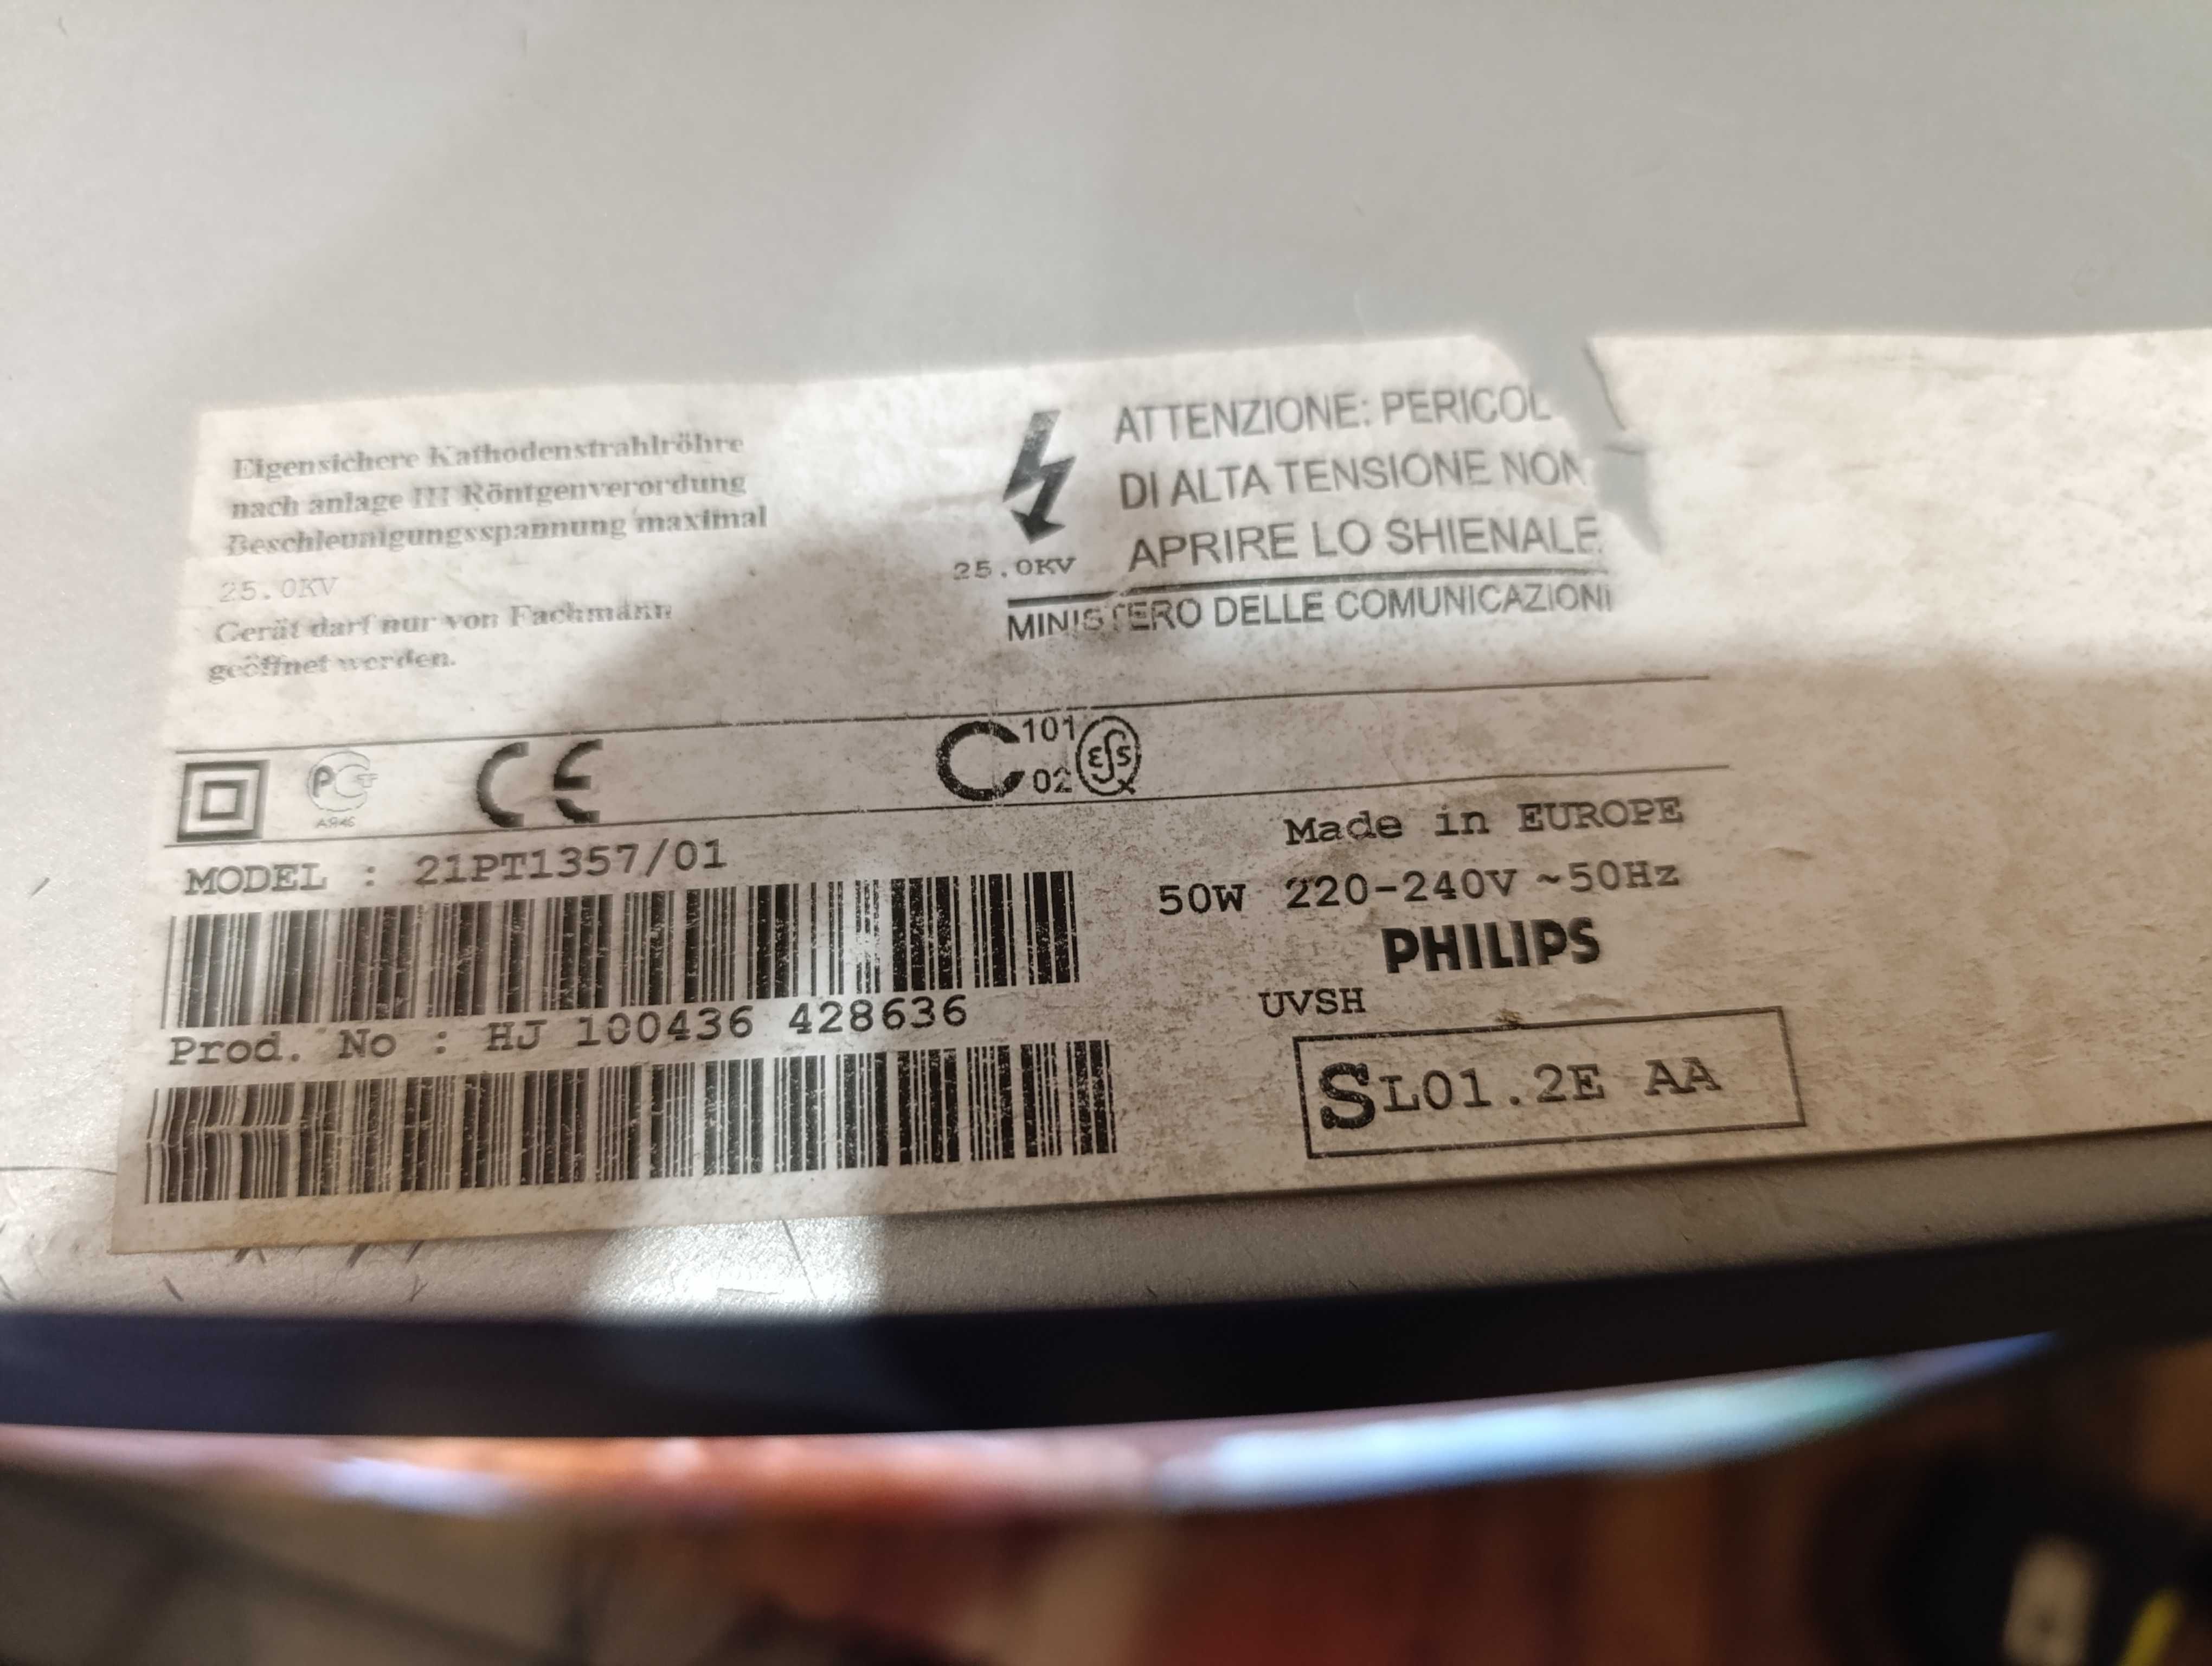 Eigensichere Kathodenstrahlröhre
nach anlage III Röntgenverordung
Beschleunigungsspannung maximal
25.0KV
Gerät darf nur von Fachmann
geöffnet werden.
25.0KV
ATTENZIONE: PERICOL
DI ALTA TENSIONE NON
APRIRE LO SHIENALE
MINISTERO DELLE COMUNICAZIONI
CE
C 101 02
MODEL : 21PT1357/01
Made in EUROPE
50W 220-240V ~50Hz
PHILIPS
Prod. No : HJ 100436 428636
UVSH
SL01.2E AA